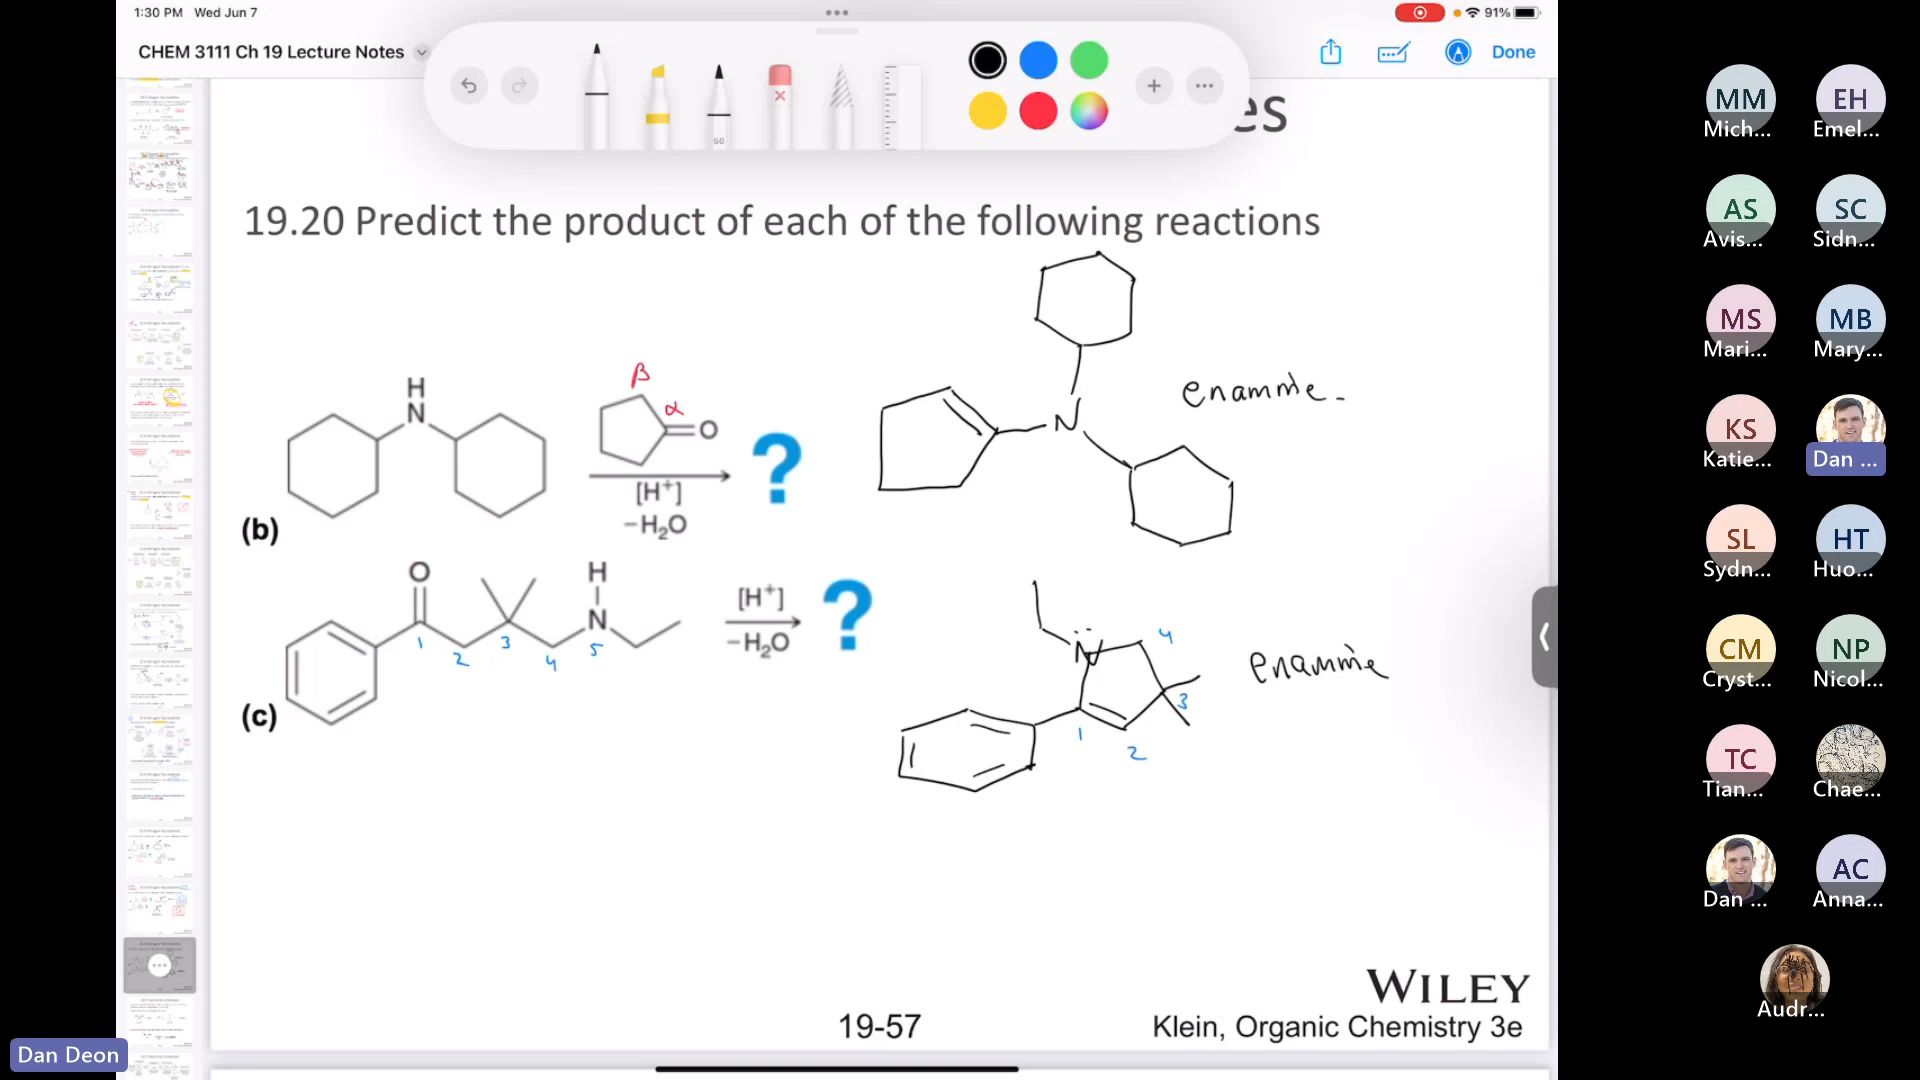 1:30 PM Wed Jun 7
91%
CHEM 3111 Ch 19 Lecture Notes
50
Done
es
19.20 Predict the product of each of the following reactions
(b)
H
N
β
α
O
[H+]
−H2O
?
N
enamine.
(c)
O
H
N
1
2
3
4
5
[H+]
−H2O
?
N
4
3
1
2
enamine
WILEY
19-57
Klein, Organic Chemistry 3e
MM
Mich...
EH
Emel...
AS
Avis...
SC
Sidn...
MS
Mari...
MB
Mary...
KS
Katie...
Dan ...
SL
Sydn...
HT
Huo...
CM
Cryst...
NP
Nicol...
TC
Tian...
Chae...
Dan ...
AC
Anna...
Audr...
Dan Deon